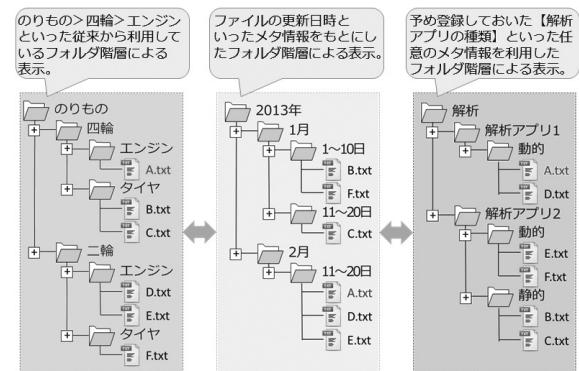 のりもの＞四輪＞エンジン
といった従来から利用して
いるフォルダ階層による
表示。
ファイルの更新日時と
いったメタ情報をもとにし
たフォルダ階層による表示。
予め登録しておいた【解析
アプリの種類】といった任
意のメタ情報を利用した
フォルダ階層による表示。
のりもの
四輪
エンジン
A.txt
タイヤ
B.txt
C.txt
二輪
エンジン
D.txt
E.txt
タイヤ
F.txt
2013年
1月
1～10日
B.txt
F.txt
11～20日
C.txt
2月
11～20日
A.txt
D.txt
E.txt
解析
解析アプリ1
動的
A.txt
D.txt
解析アプリ2
動的
E.txt
F.txt
静的
B.txt
C.txt